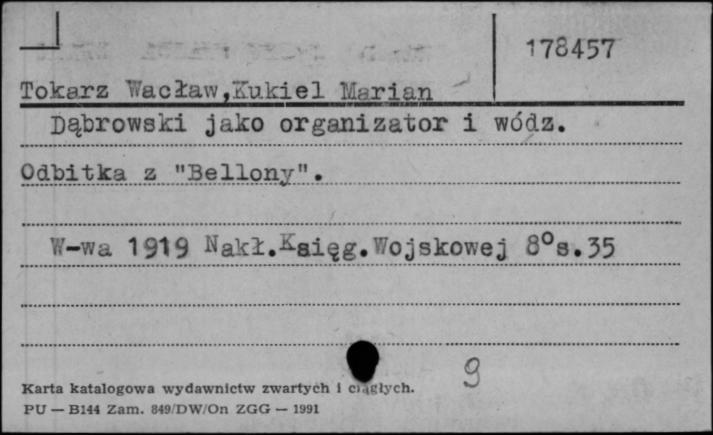 178457
Tokarz Wacław,Kukiel Marian
Dąbrowski jako organizator i wódz.
Odbitka z "Bellony".
W-wa 1919 Nakł.Księg.Wojskowej 8°s.35
9
Karta katalogowa wydawnictw zwartych i ciągłych.
PU — B144 Zam. 849/DW/On ZGG — 1991